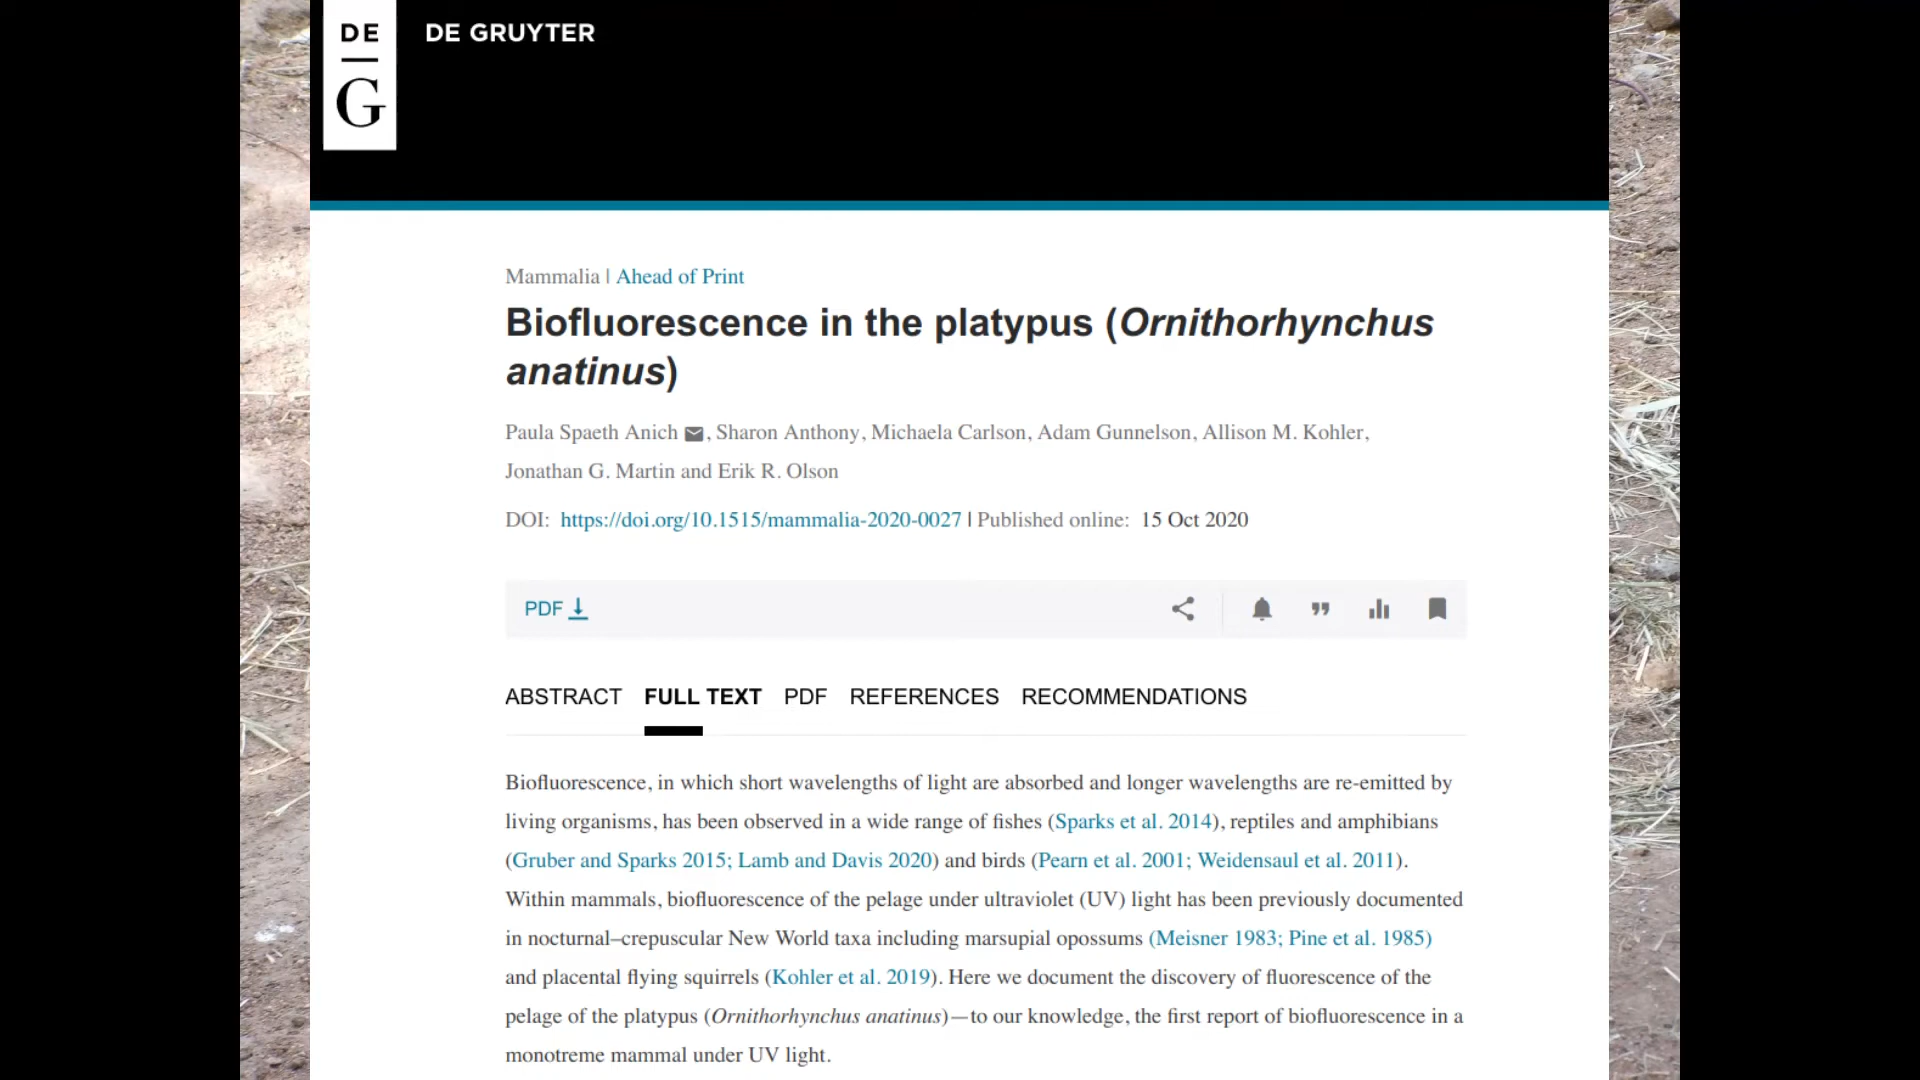 DE
G
DE GRUYTER
Mammalia | Ahead of Print
Biofluorescence in the platypus (Ornithorhynchus
anatinus)
Paula Spaeth Anich , Sharon Anthony, Michaela Carlson, Adam Gunnelson, Allison M. Kohler,
Jonathan G. Martin and Erik R. Olson
DOI: https://doi.org/10.1515/mammalia-2020-0027 | Published online: 15 Oct 2020
PDF
ABSTRACT FULL TEXT PDF REFERENCES RECOMMENDATIONS
Biofluorescence, in which short wavelengths of light are absorbed and longer wavelengths are re-emitted by
living organisms, has been observed in a wide range of fishes (Sparks et al. 2014), reptiles and amphibians
(Gruber and Sparks 2015; Lamb and Davis 2020) and birds (Pearn et al. 2001; Weidensaul et al. 2011).
Within mammals, biofluorescence of the pelage under ultraviolet (UV) light has been previously documented
in nocturnal–crepuscular New World taxa including marsupial opossums (Meisner 1983; Pine et al. 1985)
and placental flying squirrels (Kohler et al. 2019). Here we document the discovery of fluorescence of the
pelage of the platypus (Ornithorhynchus anatinus)—to our knowledge, the first report of biofluorescence in a
monotreme mammal under UV light.